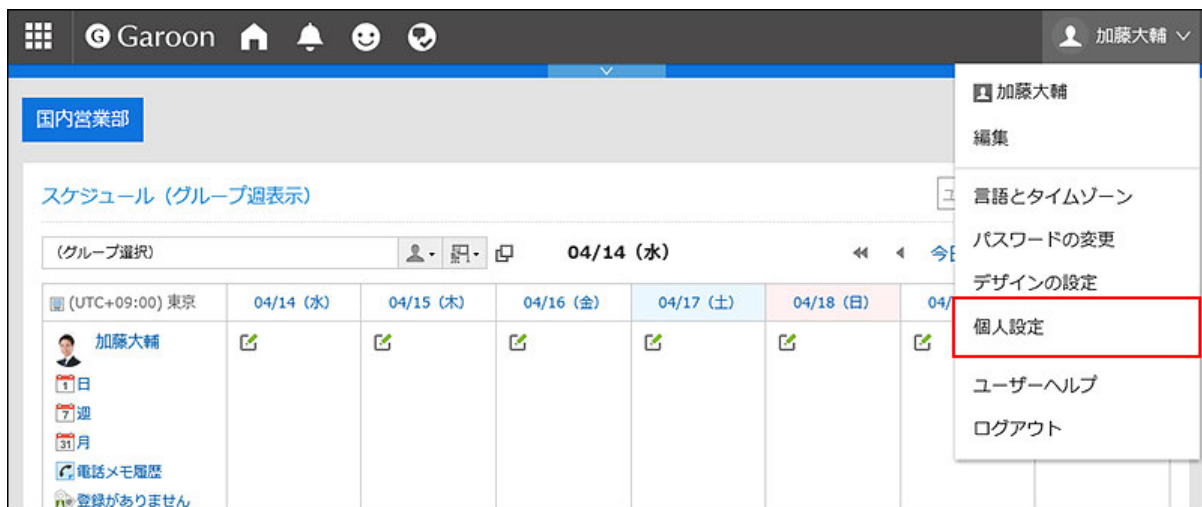 Garoon
加藤大輔
加藤大輔
編集
国内営業部
スケジュール（グループ週表示）
言語とタイムゾーン
パスワードの変更
デザインの設定
個人設定
ユーザーヘルプ
ログアウト
（グループ選択） 04/14（水） 今日
(UTC+09:00) 東京 04/14（水） 04/15（木） 04/16（金） 04/17（土） 04/18（日） 04/
加藤大輔
1 日
7 週
31 月
電話メモ履歴
登録がありません